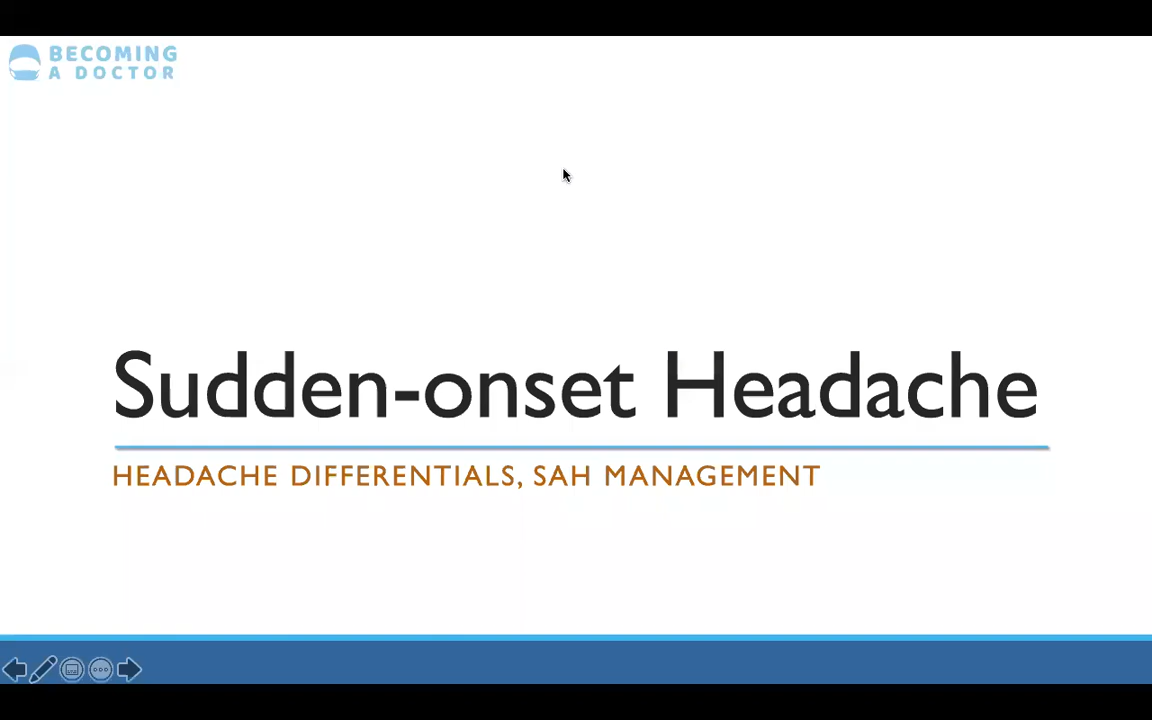 BECOMING
A DOCTOR
Sudden-onset Headache
HEADACHE DIFFERENTIALS, SAH MANAGEMENT